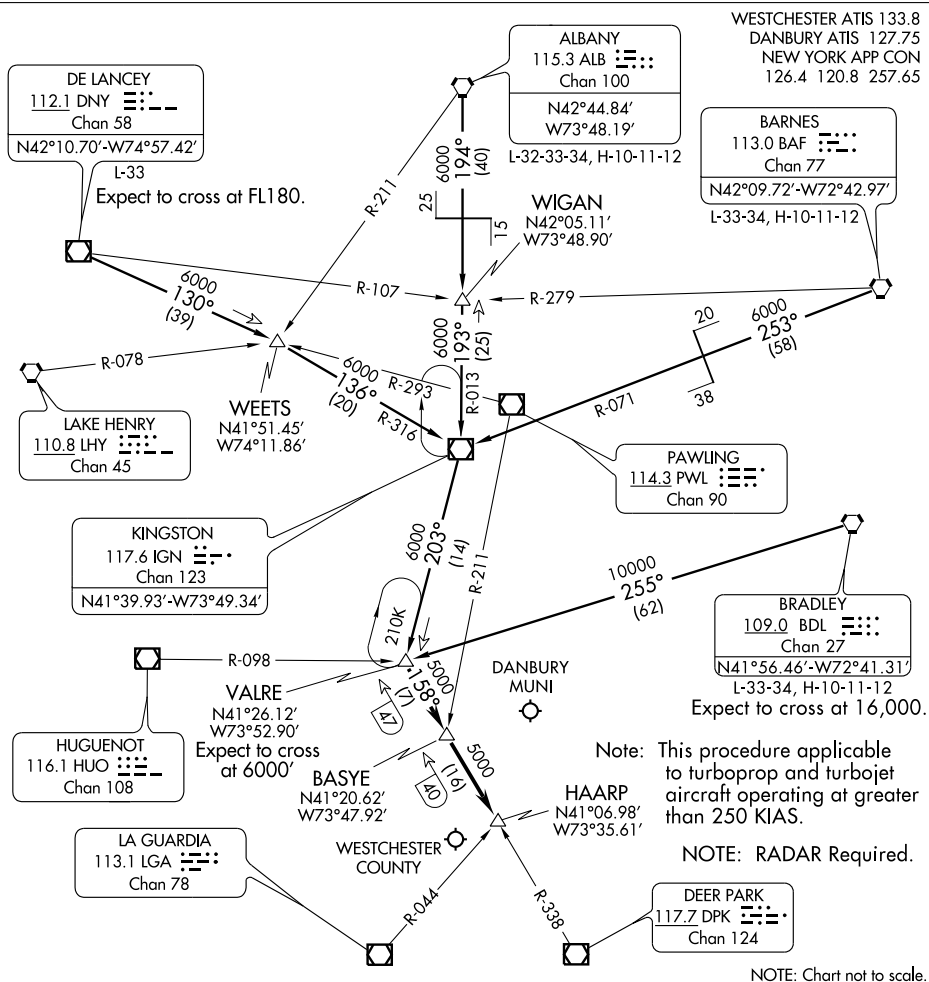 WESTCHESTER ATIS 133.8
DANBURY ATIS 127.75
NEW YORK APP CON
126.4 120.8 257.65
ALBANY
115.3 ALB
Chan 100
N42°44.84'
W73°48.19'
L-32-33-34, H-10-11-12
DE LANCEY
112.1 DNY
Chan 58
N42°10.70'-W74°57.42'
L-33
Expect to cross at FL180.
BARNES
113.0 BAF
Chan 77
N42°09.72'-W72°42.97'
L-33-34, H-10-11-12
6000
194°
(40)
25
15
R-211
WIGAN
N42°05.11'
W73°48.90'
R-107
R-279
6000
130°
(39)
6000
193°
(25)
R-013
20
38
6000
253°
(58)
R-071
R-078
6000
R-293
136°
(20)
R-316
WEETS
N41°51.45'
W74°11.86'
LAKE HENRY
110.8 LHY
Chan 45
PAWLING
114.3 PWL
Chan 90
KINGSTON
117.6 IGN
Chan 123
N41°39.93'-W73°49.34'
6000
203°
(14)
R-211
10000
255°
(62)
BRADLEY
109.0 BDL
Chan 27
N41°56.46'-W72°41.31'
L-33-34, H-10-11-12
Expect to cross at 16,000.
210K
R-098
HUGUENOT
116.1 HUO
Chan 108
VALRE
N41°26.12'
W73°52.90'
Expect to cross
at 6000'
5000
158°
(7)
47
DANBURY
MUNI
BASYE
N41°20.62'
W73°47.92'
5000
(16)
40
HAARP
N41°06.98'
W73°35.61'
Note: This procedure applicable
to turboprop and turbojet
aircraft operating at greater
than 250 KIAS.
NOTE: RADAR Required.
WESTCHESTER
COUNTY
LA GUARDIA
113.1 LGA
Chan 78
R-044
R-338
DEER PARK
117.7 DPK
Chan 124
NOTE: Chart not to scale.